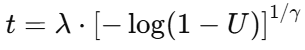 t = λ · [− log(1 − U)]^{1/γ}